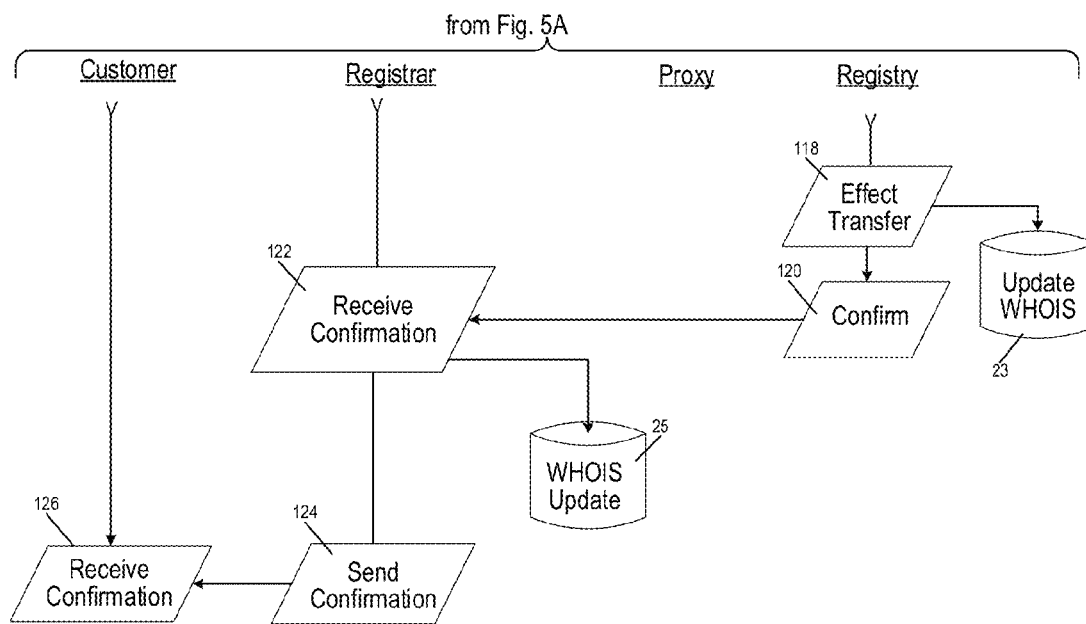 from Fig. 5A
Customer
Registrar
Proxy
Registry
118
Effect
Transfer
122
Receive
Confirmation
120
Confirm
Update
WHOIS
23
25
WHOIS
Update
126
Receive
Confirmation
124
Send
Confirmation